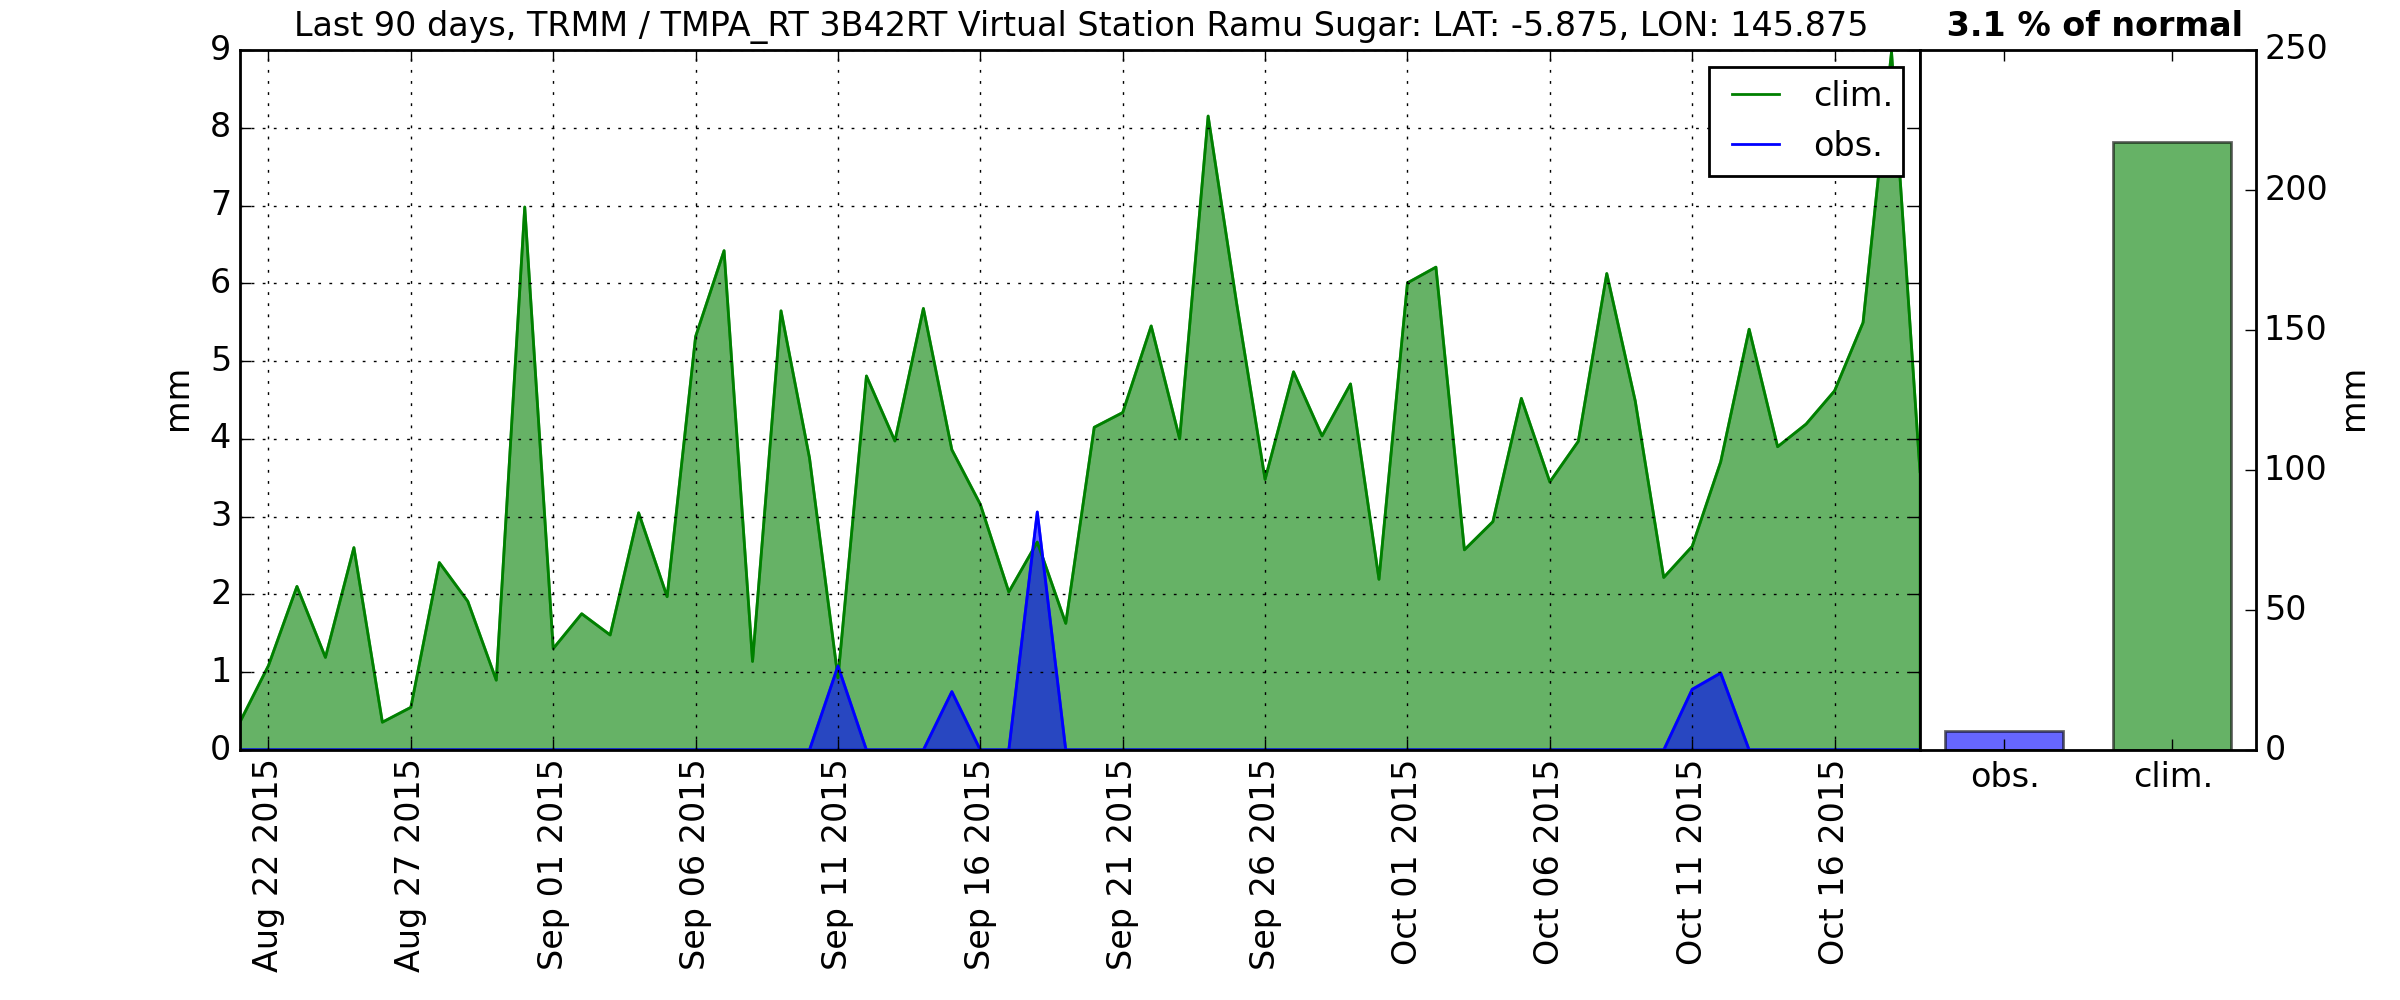 Last 90 days, TRMM / TMPA_RT 3B42RT Virtual Station Ramu Sugar: LAT: -5.875, LON: 145.875
3.1 % of normal
9
8
7
6
5
4
3
2
1
0
mm
clim.
obs.
250
200
150
100
50
0
mm
obs.
clim.
Aug 22 2015
Aug 27 2015
Sep 01 2015
Sep 06 2015
Sep 11 2015
Sep 16 2015
Sep 21 2015
Sep 26 2015
Oct 01 2015
Oct 06 2015
Oct 11 2015
Oct 16 2015